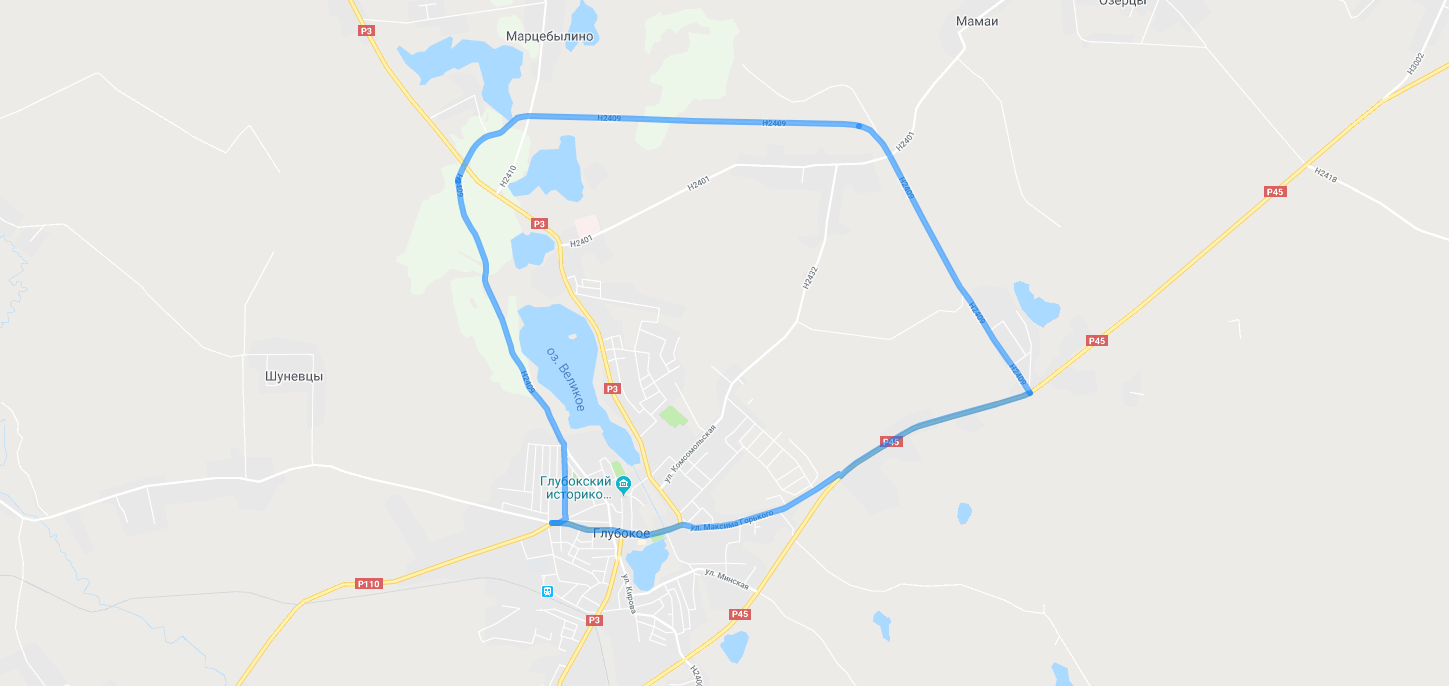 Озерцы
Мамаи
P3
Марцебылино
H3002
H2409
H2409
H2401
H2410
H2401
H2409
H2409
H2418
P45
P3
H2401
H2432
H2409
P45
оз. Великое
H2409
Шуневцы
H2409
P3
P45
ул. Комсомольская
Глубокский
историко...
ул. Максима Горького
Глубокое
P110
ул. Минская
ул. Кирова
P3
P45